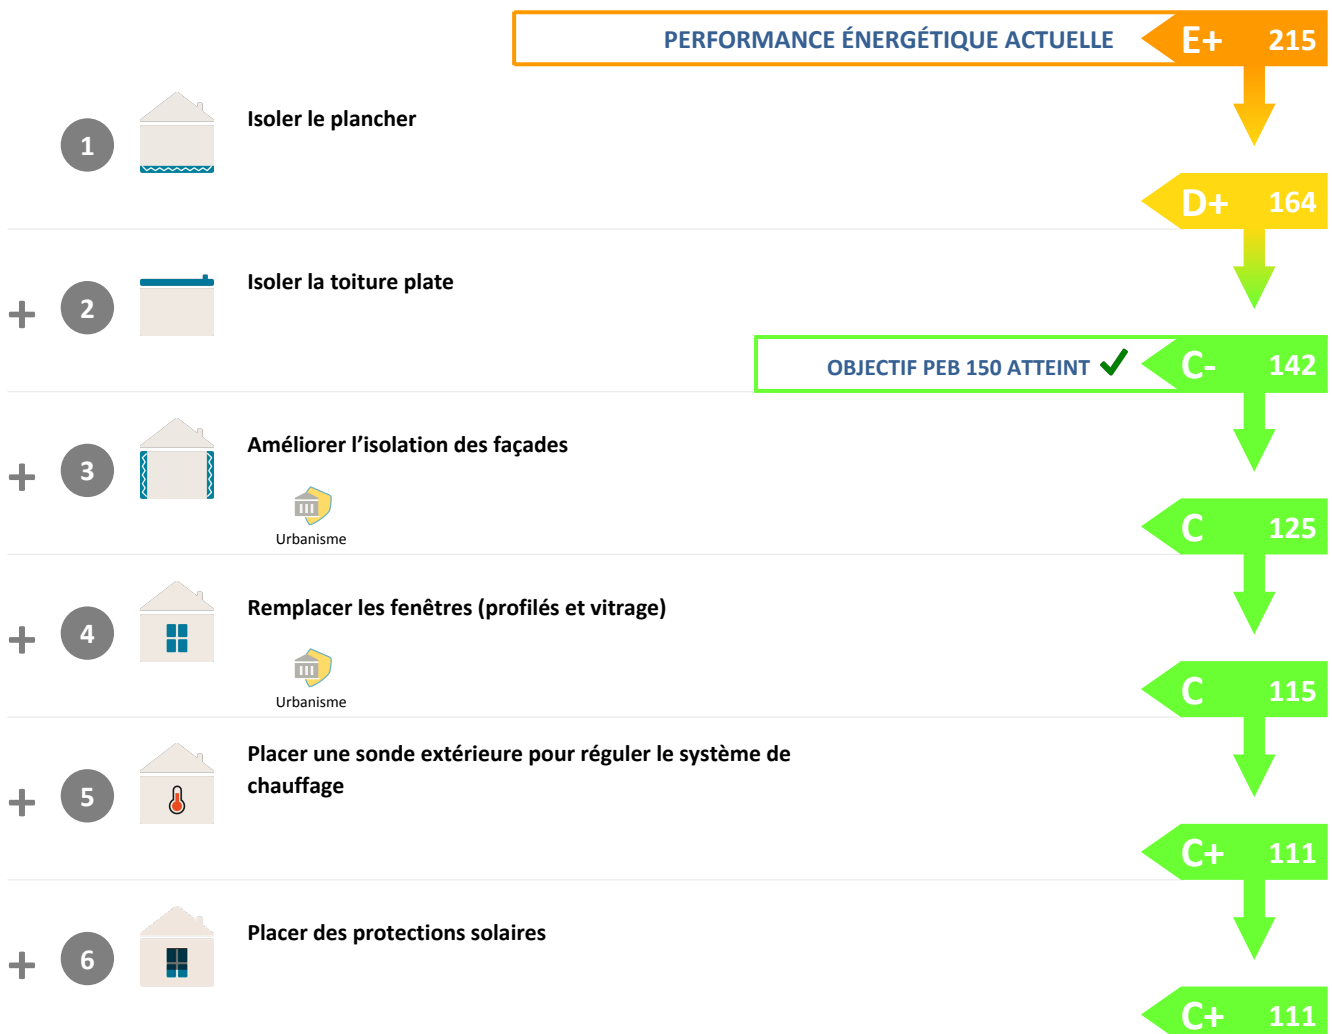 PERFORMANCE ÉNERGÉTIQUE ACTUELLE E+ 215
1 Isoler le plancher
D+ 164
+ 2 Isoler la toiture plate
OBJECTIF PEB 150 ATTEINT C- 142
+ 3 Améliorer l’isolation des façades
Urbanisme
C 125
+ 4 Remplacer les fenêtres (profilés et vitrage)
Urbanisme
C 115
+ 5 Placer une sonde extérieure pour réguler le système de
chauffage
C+ 111
+ 6 Placer des protections solaires
C+ 111